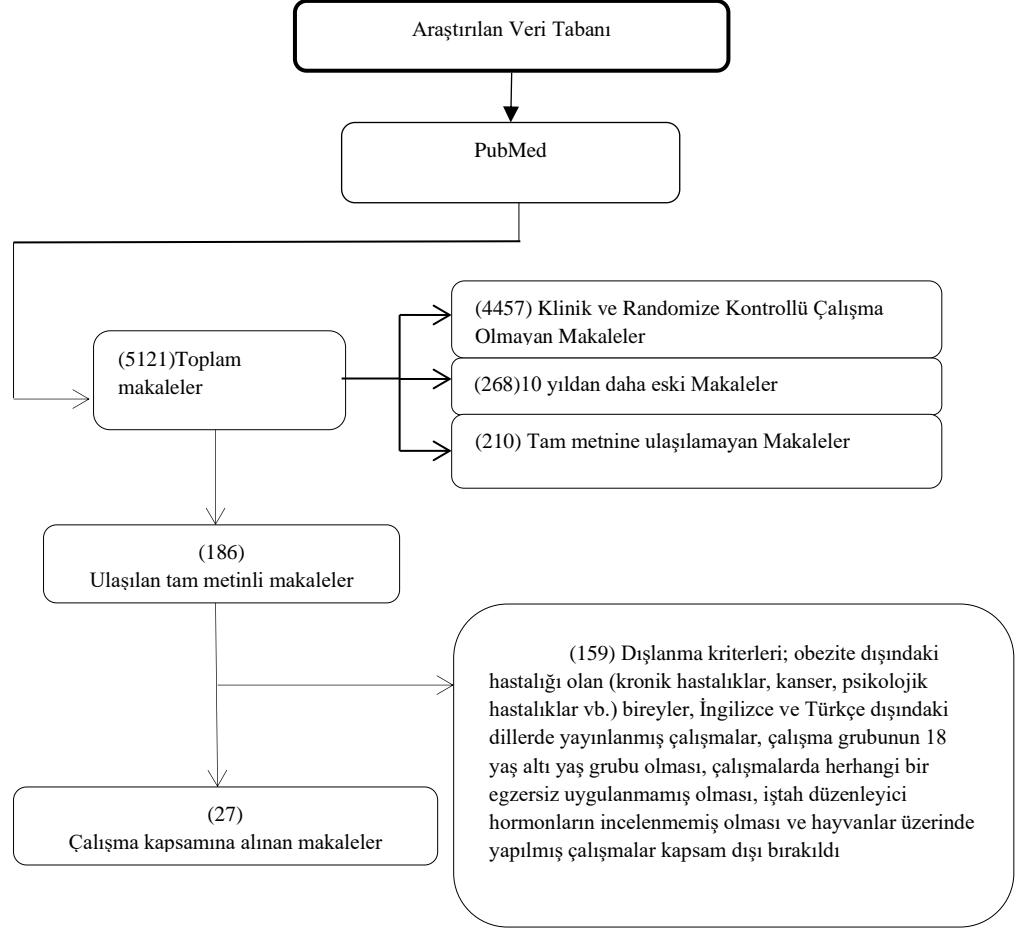 Araştırılan Veri Tabanı
PubMed
(4457) Klinik ve Randomize Kontrollü Çalışma
Olmayan Makaleler
(5121)Toplam
makaleler
(268)10 yıldan daha eski Makaleler
(210) Tam metnine ulaşılamayan Makaleler
(186)
Ulaşılan tam metinli makaleler
(159) Dışlanma kriterleri; obezite dışındaki
hastalığı olan (kronik hastalıklar, kanser, psikolojik
hastalıklar vb.) bireyler, İngilizce ve Türkçe dışındaki
dillerde yayınlanmış çalışmalar, çalışma grubunun 18
yaş altı yaş grubu olması, çalışmalarda herhangi bir
egzersiz uygulanmamış olması, iştah düzenleyici
hormonların incelenmemiş olması ve hayvanlar üzerinde
yapılmış çalışmalar kapsam dışı bırakıldı
(27)
Çalışma kapsamına alınan makaleler